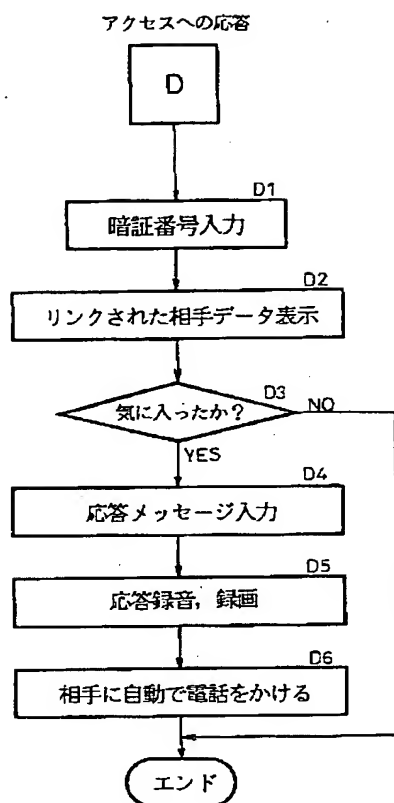 アクセスへの応答
D
D1
暗証番号入力
D2
リンクされた相手データ表示
D3
気に入ったか?
NO
YES
D4
応答メッセージ入力
D5
応答録音,録画
D6
相手に自動で電話をかける
エンド